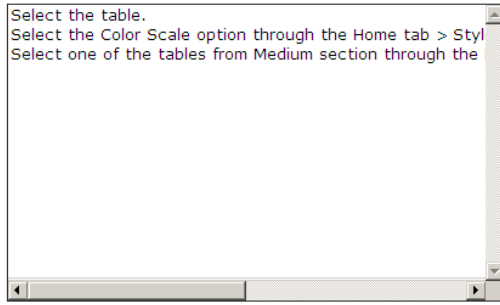 Select the table.
Select the Color Scale option through the Home tab > Styl
Select one of the tables from Medium section through the